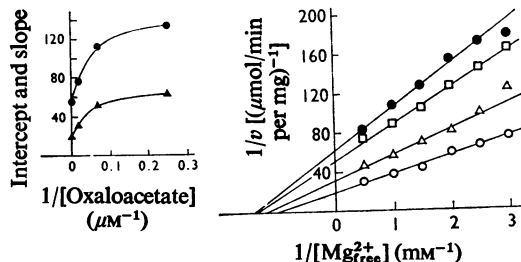 Intercept and slope
120
80
40
0
0.1
0.2
0.3
1/[Oxaloacetate]
(μM⁻¹)
1/v [(μmol/min
per mg)⁻¹]
200
160
120
80
40
0
1
2
3
1/[Mg²⁺free] (mM⁻¹)